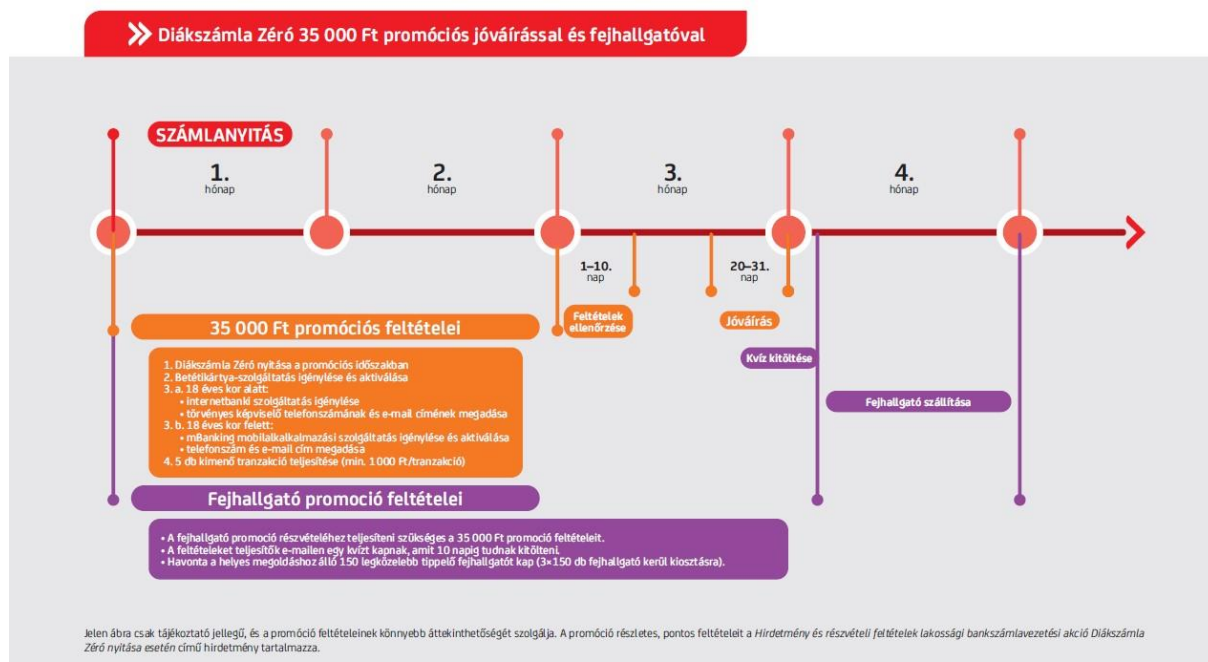 Diákszámla Zéró 35 000 Ft promóciós jóváírással és fejhallgatóval
SZÁMLANYITÁS
1.
hónap
2.
hónap
3.
hónap
4.
hónap
1–10.
nap
20–31.
nap
Feltételek
ellenőrzése
Jóváírás
35 000 Ft promóciós feltételei
Kvíz kitöltése
1. Diákszámla Zéró nyitása a promóciós időszakban
2. Betétikártya-szolgáltatás igénylése és aktiválása
3. a. 18 éves kor alatt:
• internetbanki szolgáltatás igénylése
• törvényes képviselő telefonszámának és e-mail címének megadása
3. b. 18 éves kor felett:
• mBanking mobilalkalkalmazási szolgáltatás igénylése és aktiválása
• telefonszám és e-mail cím megadása
4. 5 db kimenő tranzakció teljesítése (min. 1 000 Ft/tranzakció)
Fejhallgató szállítása
Fejhallgató promoció feltételei
• A fejhallgató promoció részvételéhez teljesíteni szükséges a 35 000 Ft promoció feltételeit.
• A feltételeket teljesítők e-mailen egy kvízt kapnak, amit 10 napig tudnak kitölteni.
• Havonta a helyes megoldáshoz álló 150 legközelebb tippelő fejhallgatót kap (3×150 db fejhallgató kerül kiosztásra).
Jelen ábra csak tájékoztató jellegű, és a promóció feltételeinek könnyebb áttekinthetőségét szolgálja. A promóció részletes, pontos feltételeit a Hirdetmény és részvételi feltételek lakossági bankszámlavezetési akció Diákszámla
Zéró nyitása esetén című hirdetmény tartalmazza.